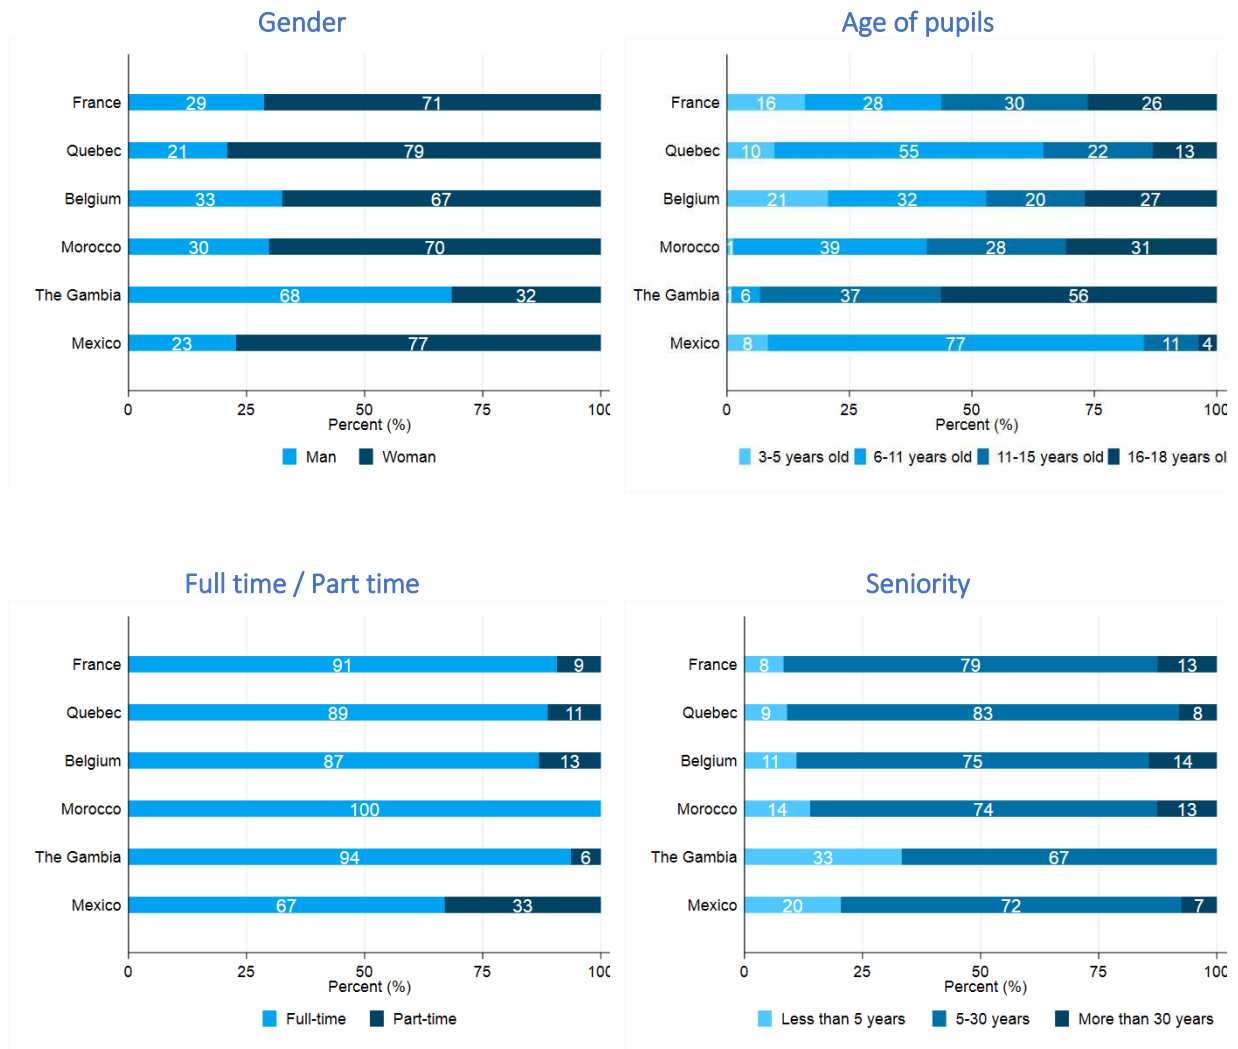 Gender
France 29 71
Quebec 21 79
Belgium 33 67
Morocco 30 70
The Gambia 68 32
Mexico 23 77
0 25 50 75 100
Percent (%)
Man Woman
Age of pupils
France 16 28 30 26
Quebec 10 55 22 13
Belgium 21 32 20 27
Morocco 1 39 28 31
The Gambia 1 6 37 56
Mexico 8 77 11 4
0 25 50 75 100
Percent (%)
3-5 years old 6-11 years old 11-15 years old 16-18 years ol
Full time / Part time
France 91 9
Quebec 89 11
Belgium 87 13
Morocco 100
The Gambia 94 6
Mexico 67 33
0 25 50 75 100
Percent (%)
Full-time Part-time
Seniority
France 8 79 13
Quebec 9 83 8
Belgium 11 75 14
Morocco 14 74 13
The Gambia 33 67
Mexico 20 72 7
0 25 50 75 100
Percent (%)
Less than 5 years 5-30 years More than 30 years